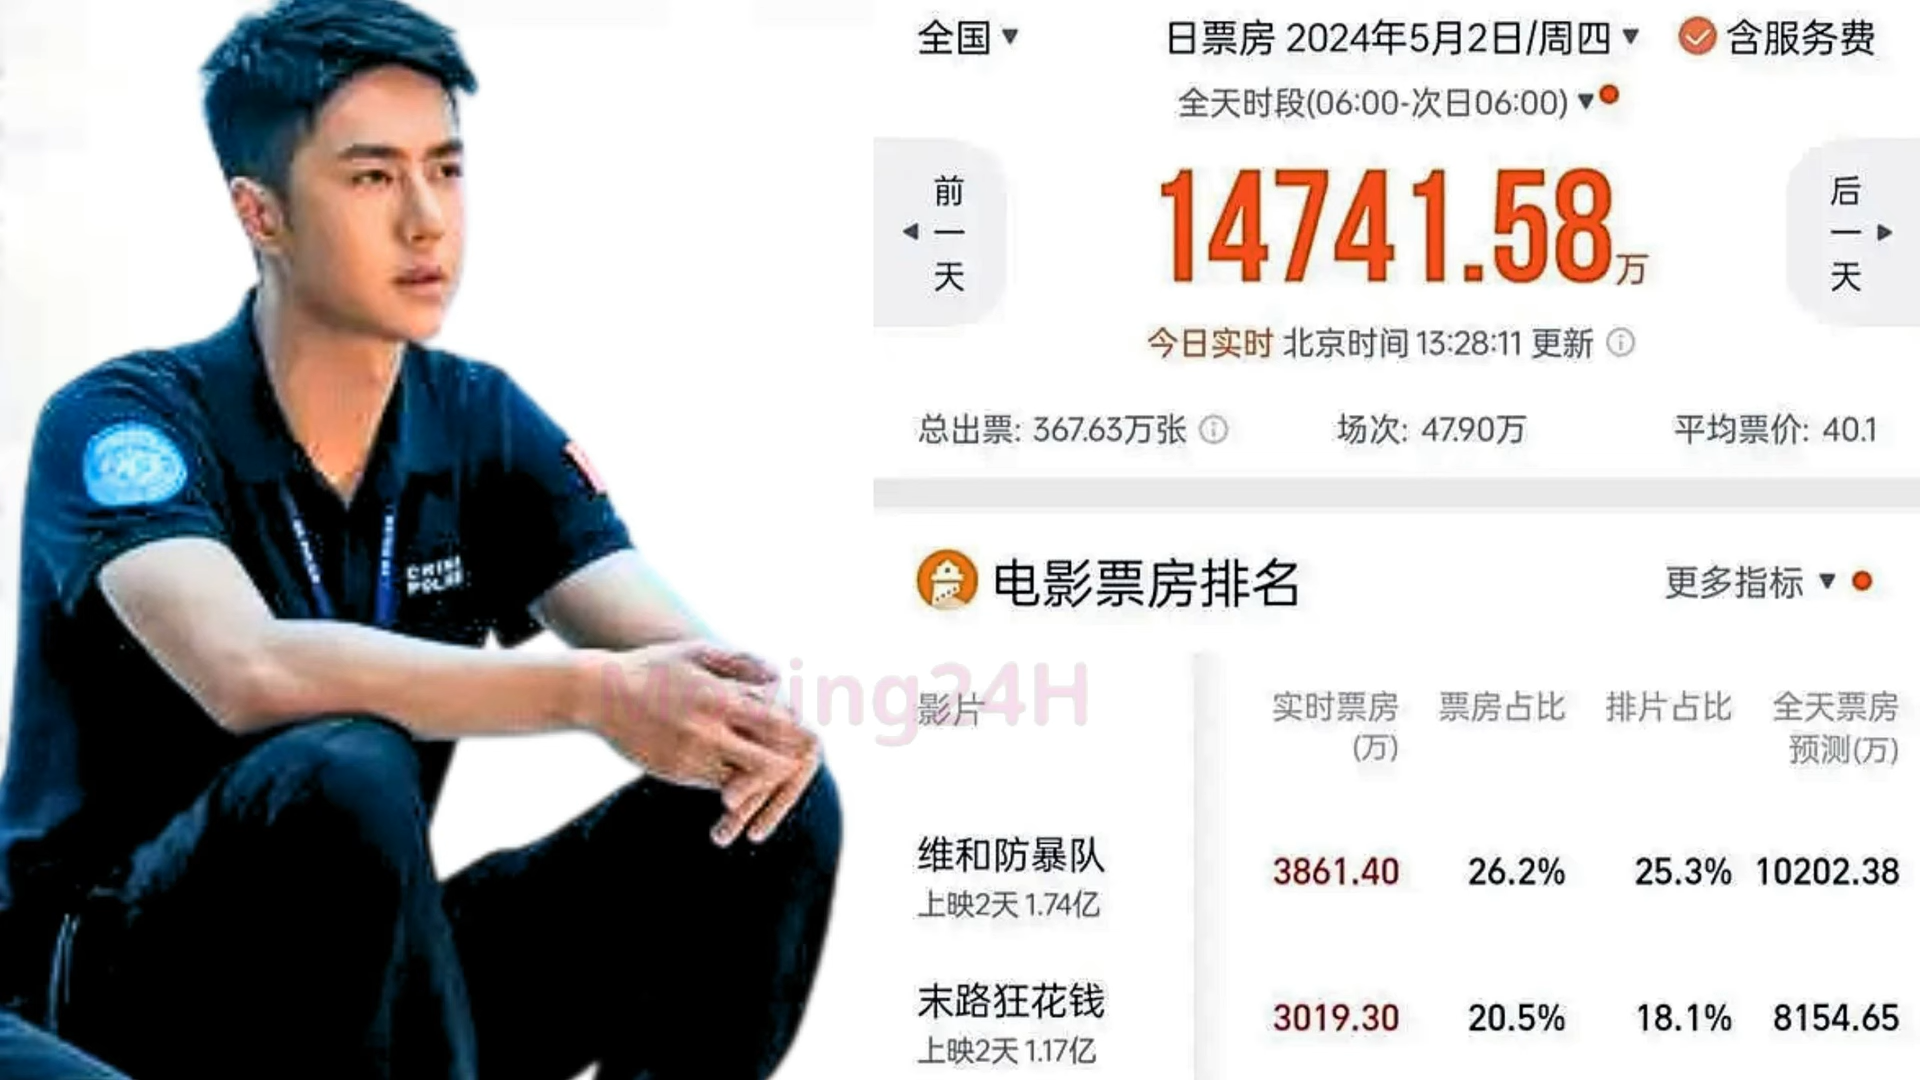 全国
日票房 2024年5月2日/周四
含服务费
全天时段(06:00-次日06:00)
前一天
14741.58万
后一天
今日实时 北京时间 13:28:11 更新
总出票: 367.63万张
场次: 47.90万
平均票价: 40.1
电影票房排名
更多指标
影片
实时票房(万)
票房占比
排片占比
全天票房预测(万)
维和防暴队
上映2天 1.74亿
3861.40
26.2%
25.3%
10202.38
末路狂花钱
上映2天 1.17亿
3019.30
20.5%
18.1%
8154.65
Moving24H